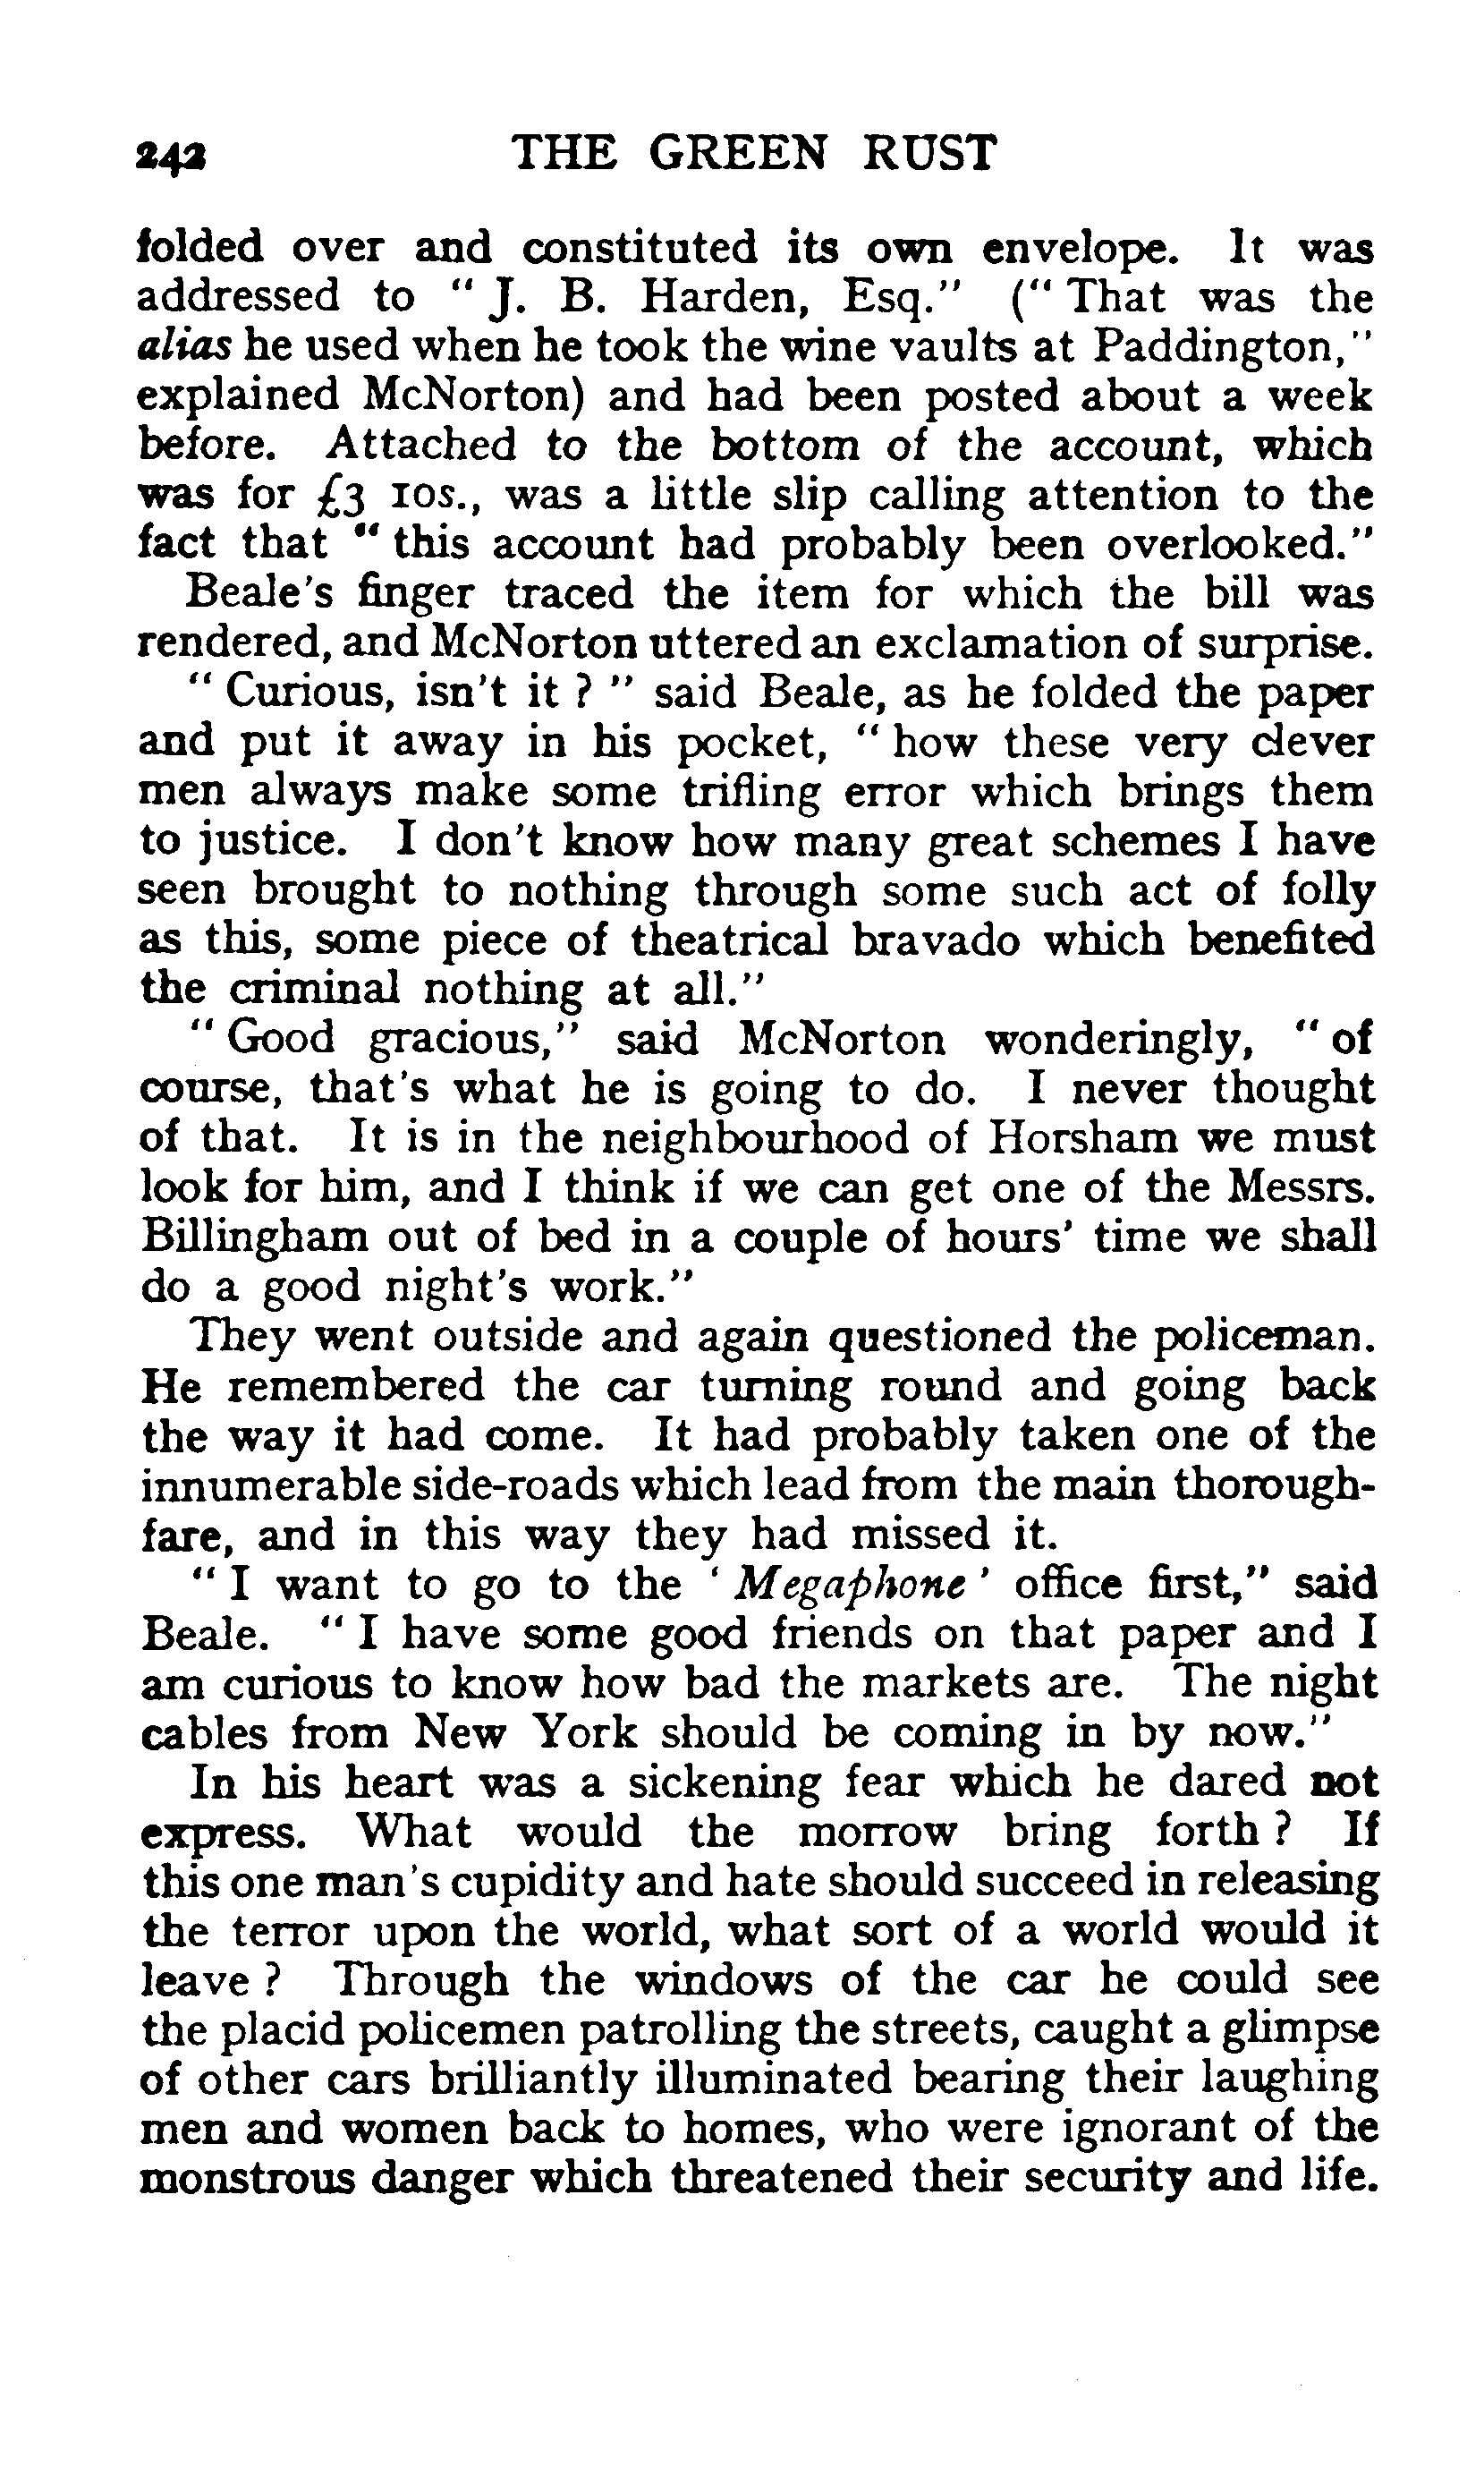 242 THE GREEN RUST
folded over and constituted its own envelope. It was
addressed to " J. B. Harden, Esq." (" That was the
alias he used when he took the wine vaults at Paddington,"
explained McNorton) and had been posted about a week
before. Attached to the bottom of the account, which
was for £3 10s., was a little slip calling attention to the
fact that " this account had probably been overlooked."
Beale's finger traced the item for which the bill was
rendered, and McNorton uttered an exclamation of surprise.
" Curious, isn't it ? " said Beale, as he folded the paper
and put it away in his pocket, " how these very clever
men always make some trifling error which brings them
to justice. I don't know how many great schemes I have
seen brought to nothing through some such act of folly
as this, some piece of theatrical bravado which benefited
the criminal nothing at all."
" Good gracious," said McNorton wonderingly, " of
course, that's what he is going to do. I never thought
of that. It is in the neighbourhood of Horsham we must
look for him, and I think if we can get one of the Messrs.
Billingham out of bed in a couple of hours' time we shall
do a good night's work."
They went outside and again questioned the policeman.
He remembered the car turning round and going back
the way it had come. It had probably taken one of the
innumerable side-roads which lead from the main thorough-
fare, and in this way they had missed it.
" I want to go to the ' Megaphone ' office first," said
Beale. " I have some good friends on that paper and I
am curious to know how bad the markets are. The night
cables from New York should be coming in by now."
In his heart was a sickening fear which he dared not
express. What would the morrow bring forth ? If
this one man's cupidity and hate should succeed in releasing
the terror upon the world, what sort of a world would it
leave ? Through the windows of the car he could see
the placid policemen patrolling the streets, caught a glimpse
of other cars brilliantly illuminated bearing their laughing
men and women back to homes, who were ignorant of the
monstrous danger which threatened their security and life.